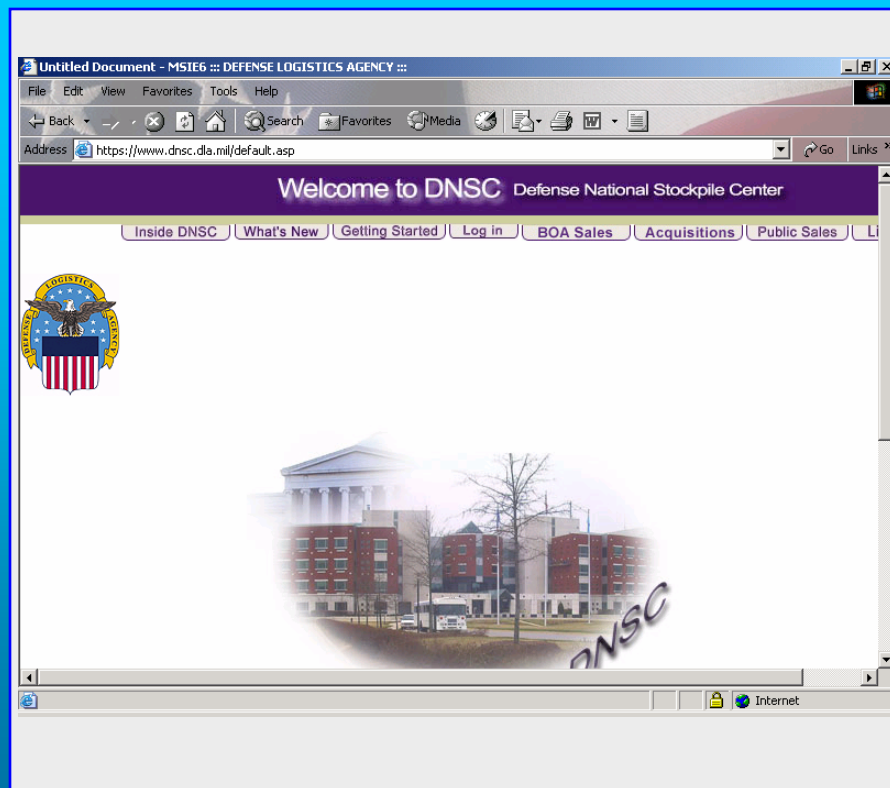 Untitled Document - MSIE6 ::: DEFENSE LOGISTICS AGENCY :::
File Edit View Favorites Tools Help
Back Search Favorites Media
Address https://www.dnsc.dla.mil/default.asp Go Links »
Welcome to DNSC Defense National Stockpile Center
Inside DNSC What's New Getting Started Log in BOA Sales Acquisitions Public Sales Li
DEFENSE LOGISTICS AGENCY
DNSC
Internet